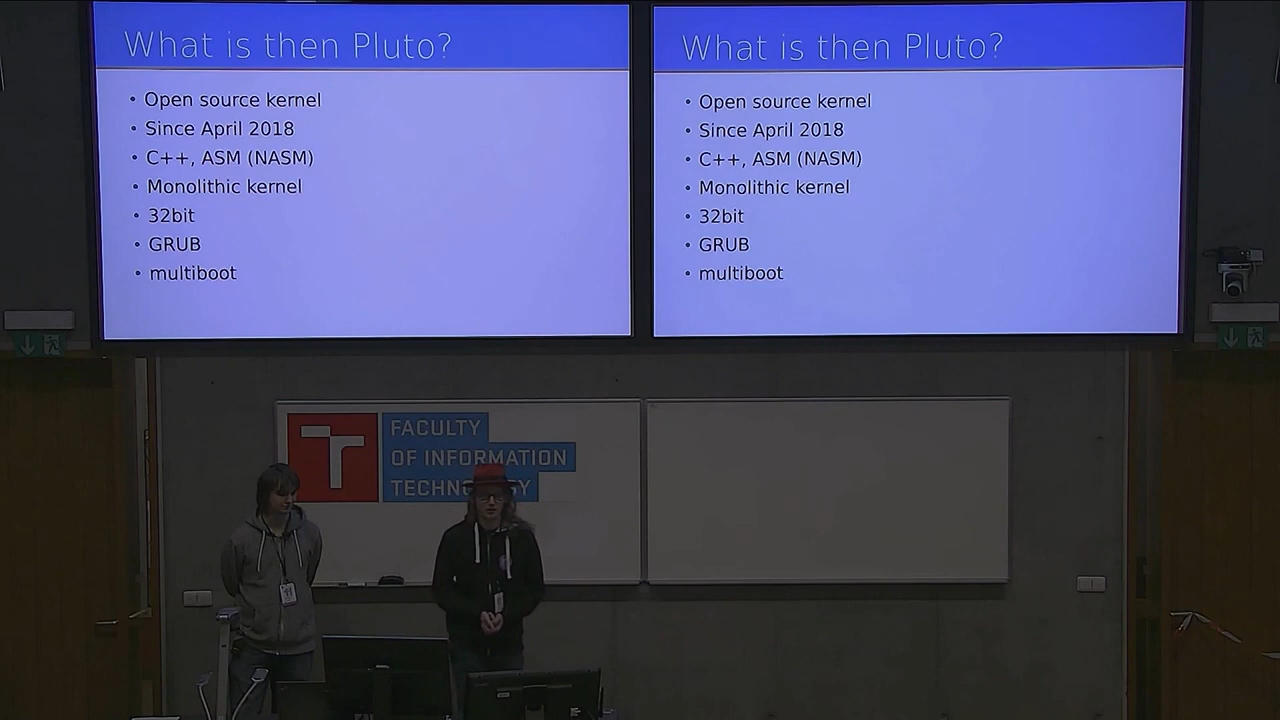 What is then Pluto?
• Open source kernel
• Since April 2018
• C++, ASM (NASM)
• Monolithic kernel
• 32bit
• GRUB
• multiboot
What is then Pluto?
• Open source kernel
• Since April 2018
• C++, ASM (NASM)
• Monolithic kernel
• 32bit
• GRUB
• multiboot
T FACULTY
OF INFORMATION
TECHN GY